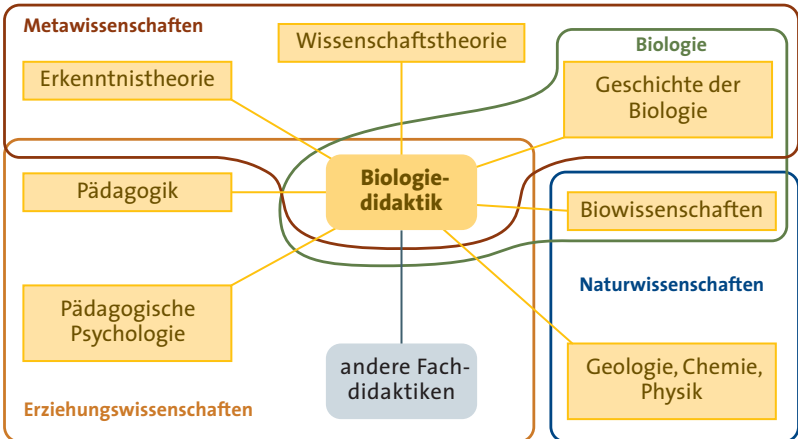 Metawissenschaften
Wissenschaftstheorie
Biologie
Erkenntnistheorie
Geschichte der
Biologie
Pädagogik
Biologie-
didaktik
Biowissenschaften
Naturwissenschaften
Pädagogische
Psychologie
andere Fach-
didaktiken
Geologie, Chemie,
Physik
Erziehungswissenschaften